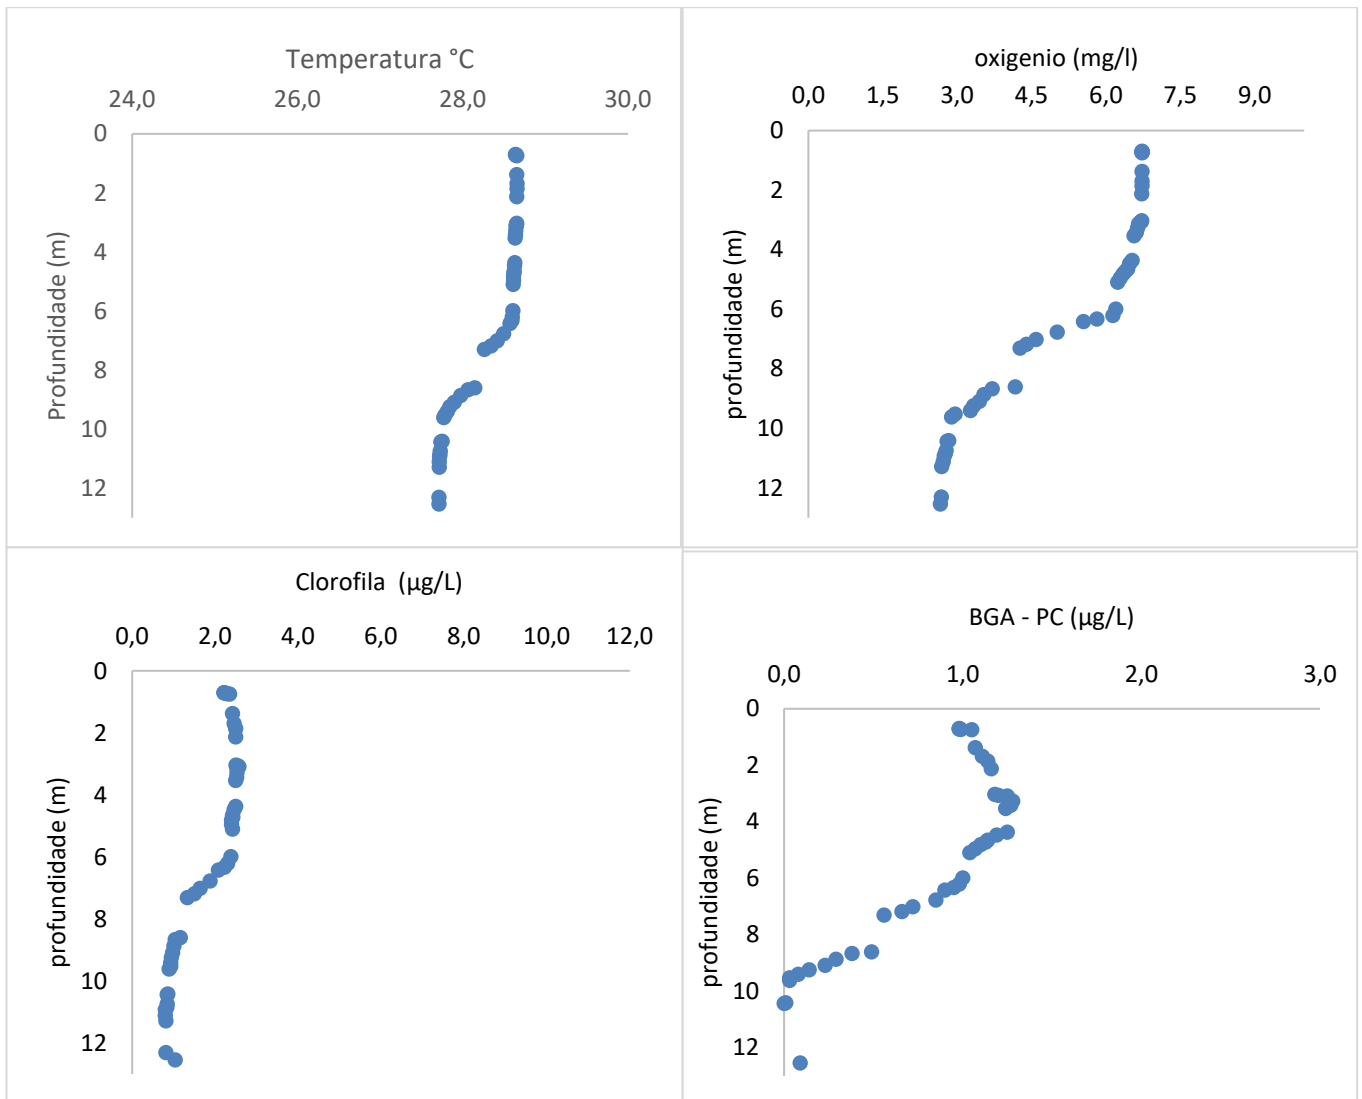 Temperatura °C
24,0 26,0 28,0 30,0
0
2
4
6
8
10
12
Profundidade (m)
oxigenio (mg/l)
0,0 1,5 3,0 4,5 6,0 7,5 9,0
0
2
4
6
8
10
12
profundidade (m)
Clorofila (µg/L)
0,0 2,0 4,0 6,0 8,0 10,0 12,0
0
2
4
6
8
10
12
profundidade (m)
BGA - PC (µg/L)
0,0 1,0 2,0 3,0
0
2
4
6
8
10
12
profundidade (m)